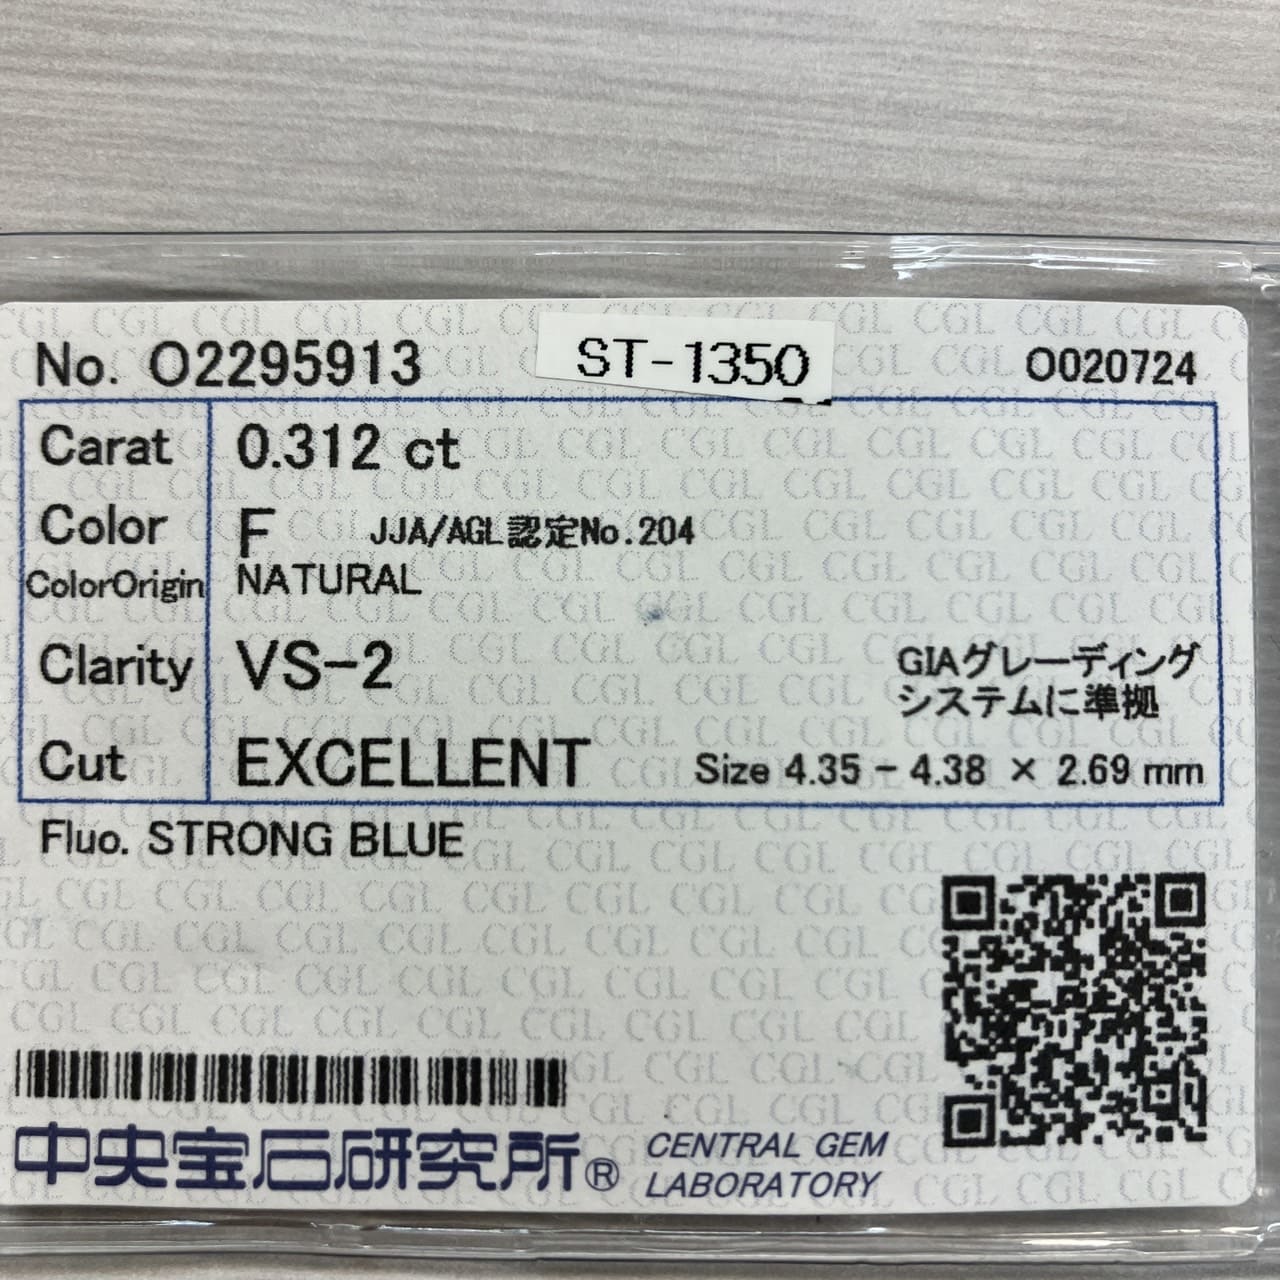 No. O2295913
ST-1350
O020724
Carat 0.312 ct
Color F JJA/AGL認定No.204
ColorOrigin NATURAL
Clarity VS-2
GIAグレーディング
システムに準拠
Cut EXCELLENT Size 4.35 - 4.38 × 2.69 mm
Fluo. STRONG BLUE
中央宝石研究所®
CENTRAL GEM
LABORATORY